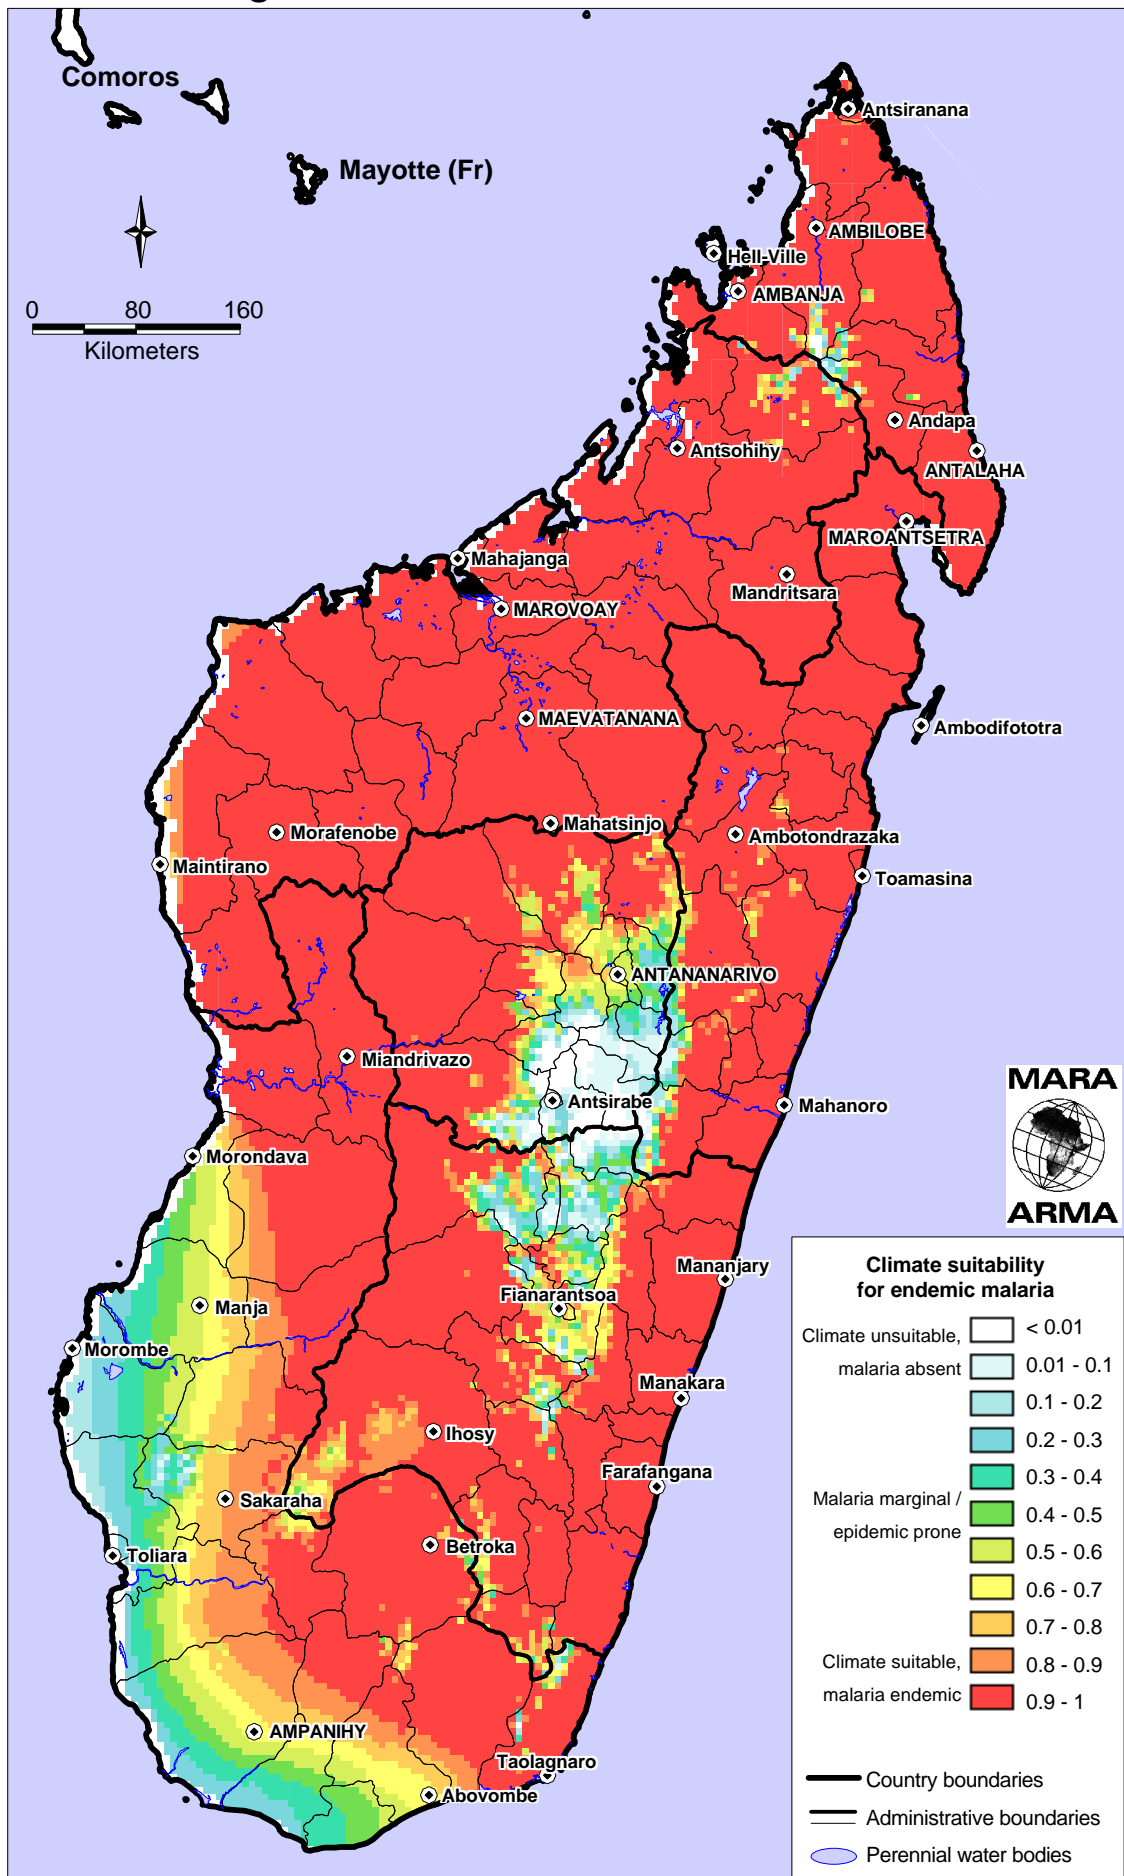 Comoros
Mayotte (Fr)
0 80 160
Kilometers
Antsiranana
AMBILOBE
Hell-Ville
AMBANJA
Andapa
Antsohihy
ANTALAHA
MAROANTSETRA
Mahajanga
Mandritsara
MAROVOAY
MAEVATANANA
Ambodifototra
Mahatsinjo
Morafenobe
Ambotondrazaka
Maintirano
Toamasina
ANTANANARIVO
Miandrivazo
Antsirabe
Mahanoro
Morondava
Mananjary
Manja
Fianarantsoa
Morombe
Manakara
Ihosy
Farafangana
Sakaraha
Betroka
Toliara
AMPANIHY
Taolagnaro
Abovombe
MARA
ARMA
Climate suitability
for endemic malaria
Climate unsuitable,
malaria absent
< 0.01
0.01 - 0.1
0.1 - 0.2
0.2 - 0.3
0.3 - 0.4
Malaria marginal /
epidemic prone
0.4 - 0.5
0.5 - 0.6
0.6 - 0.7
0.7 - 0.8
Climate suitable,
malaria endemic
0.8 - 0.9
0.9 - 1
Country boundaries
Administrative boundaries
Perennial water bodies